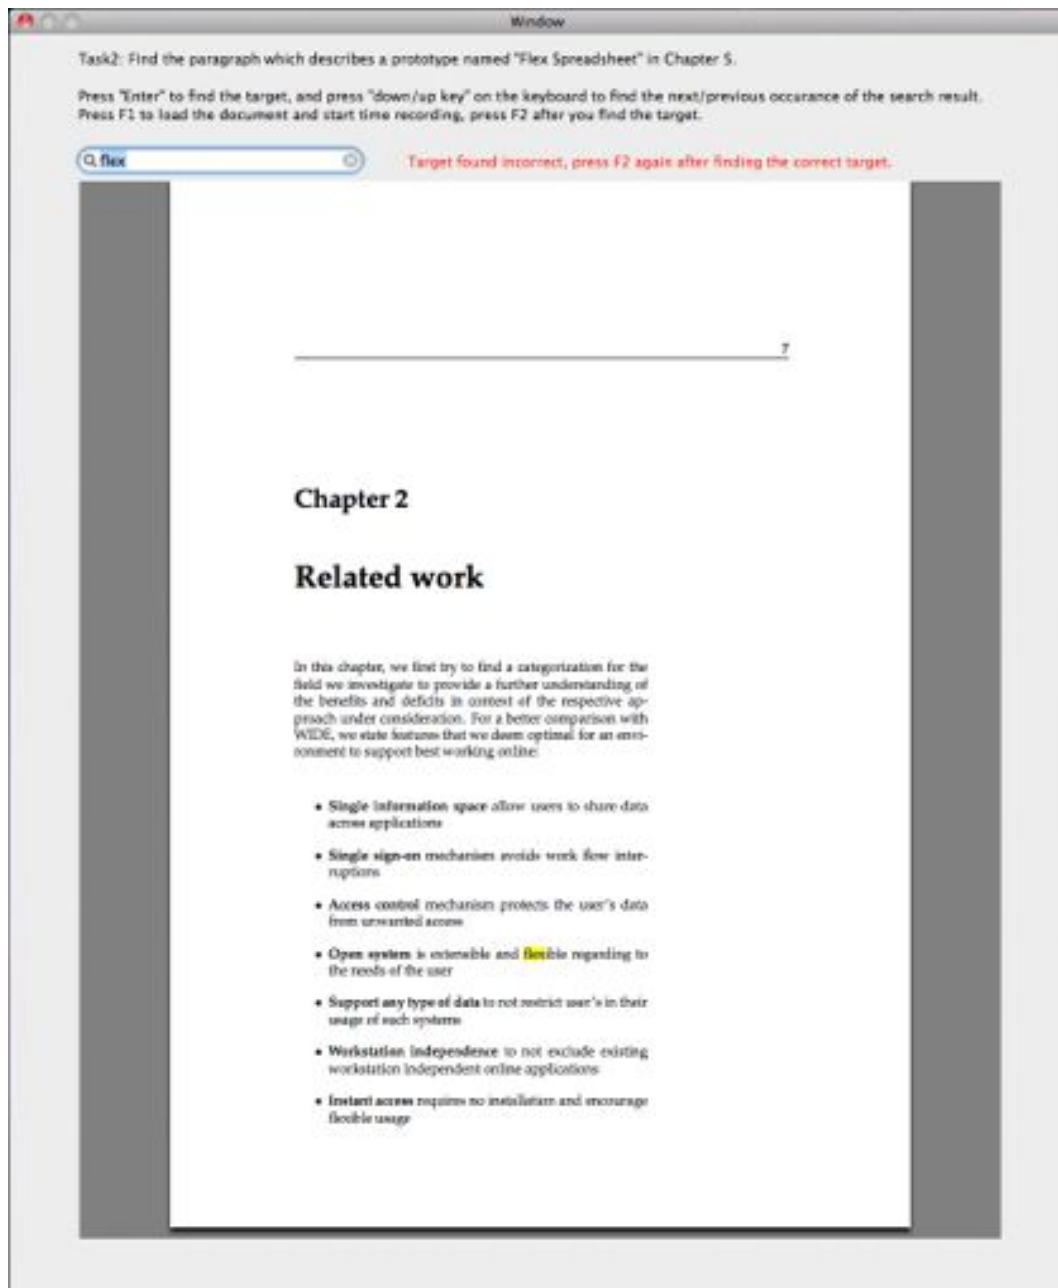 Window
Task2: Find the paragraph which describes a prototype named "Flex Spreadsheet" in Chapter 5.
Press "Enter" to find the target, and press "down/up key" on the keyboard to find the next/previous occurance of the search result.
Press F1 to load the document and start time recording, press F2 after you find the target.
flex
Target found incorrect, press F2 again after finding the correct target.
7
Chapter 2
Related work
In this chapter, we first try to find a categorization for the
field we investigate to provide a further understanding of
the benefits and deficits in context of the respective ap-
proach under consideration. For a better comparison with
WIDE, we state features that we deem optimal for an envi-
ronment to support best working online:
• Single information space allow users to share data
across applications
• Single sign-on mechanism avoids work flow inter-
ruptions
• Access control mechanism protects the user's data
from unwanted access
• Open system is extensible and flexible regarding to
the needs of the user
• Support any type of data to not restrict user's in their
usage of such systems
• Workstation independence to not exclude existing
workstation independent online applications
• Instant access requires no installation and encourage
flexible usage